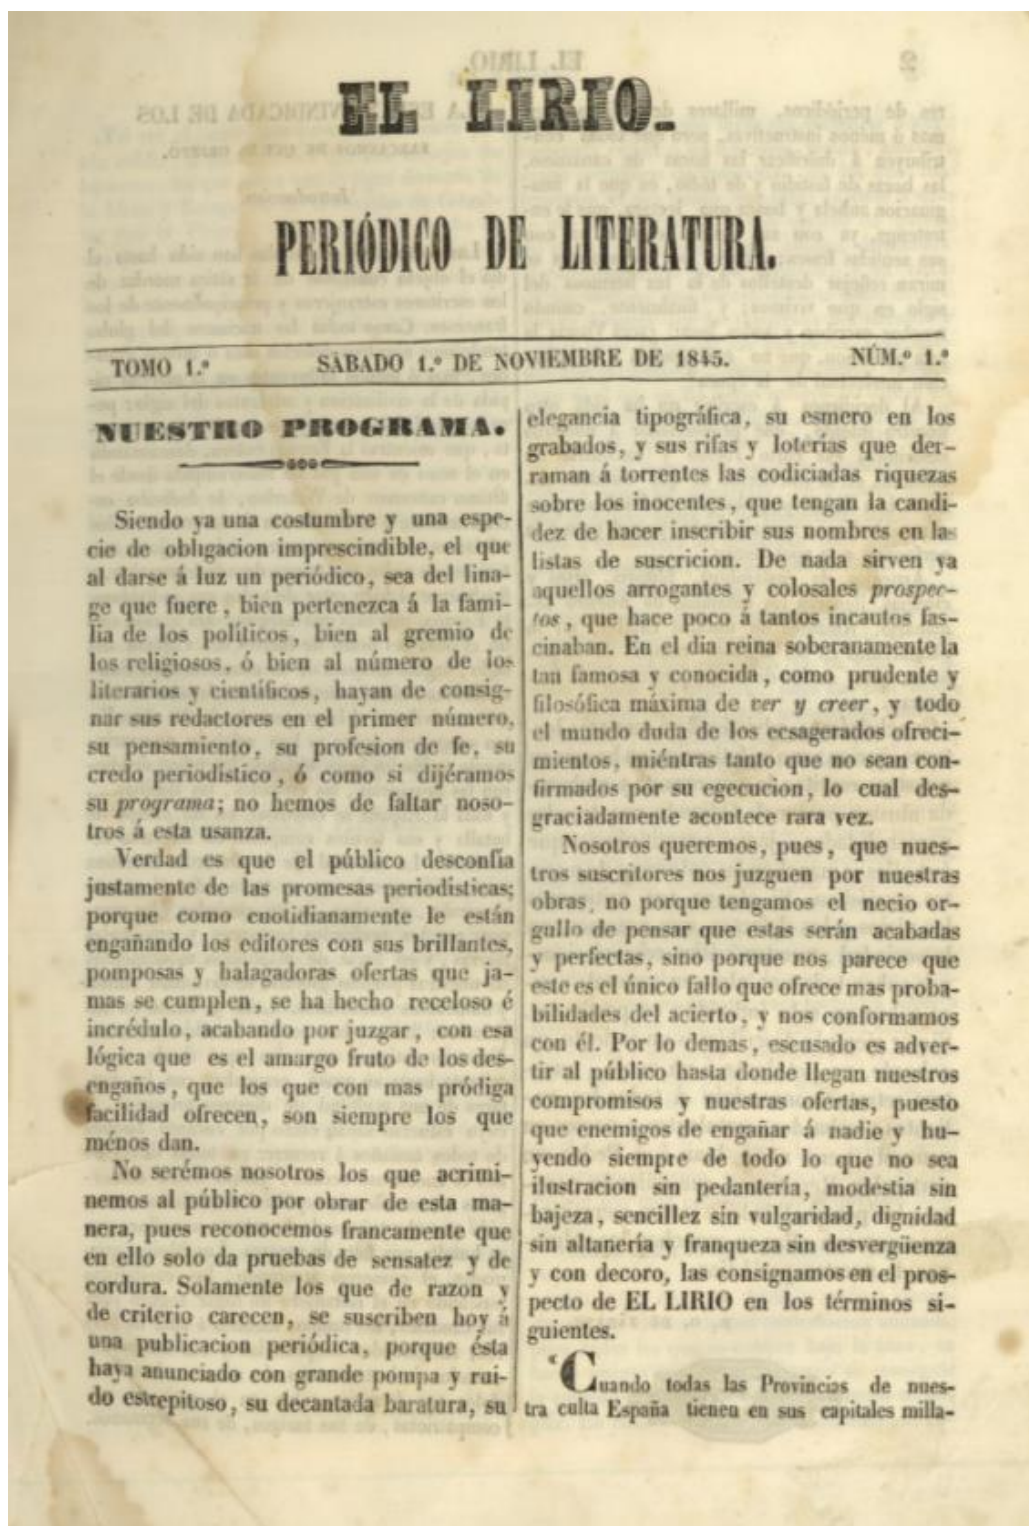 EL LIRIO.
PERIÓDICO DE LITERATURA.
TOMO 1.º SABADO 1.º DE NOVIEMBRE DE 1845. NÚM.º 1.º
NUESTRO PROGRAMA.
Siendo ya una costumbre y una espe-
cie de obligacion imprescindible, el que
al darse á luz un periódico, sea del lina-
ge que fuere, bien pertenezca á la fami-
lia de los políticos, bien al gremio de
los religiosos, ó bien al número de los
literarios y científicos, hayan de consig-
nar sus redactores en el primer número,
su pensamiento, su profesion de fe, su
credo periodístico, ó como si dijéramos
su programa; no hemos de faltar noso-
tros á esta usanza.
Verdad es que el público desconfía
justamente de las promesas periodísticas;
porque como cuotidianamente le están
engañando los editores con sus brillantes,
pomposas y halagadoras ofertas que ja-
mas se cumplen, se ha hecho receloso é
incrédulo, acabando por juzgar, con esa
lógica que es el amargo fruto de los des-
engaños, que los que con mas pródiga
facilidad ofrecen, son siempre los que
ménos dan.
No serémos nosotros los que acrimi-
nemos al público por obrar de esta ma-
nera, pues reconocemos francamente que
en ello solo da pruebas de sensatez y de
cordura. Solamente los que de razon y
de criterio carecen, se suscriben hoy á
una publicacion periódica, porque ésta
haya anunciado con grande pompa y rui-
do estrepitoso, su decantada baratura, su
elegancia tipográfica, su esmero en los
grabados, y sus rifas y loterías que der-
raman á torrentes las codiciadas riquezas
sobre los inocentes, que tengan la candi-
dez de hacer inscribir sus nombres en las
listas de suscricion. De nada sirven ya
aquellos arrogantes y colosales prospec-
tos, que hace poco á tantos incautos fas-
cinaban. En el dia reina soberanamente la
tan famosa y conocida, como prudente y
filosófica máxima de ver y creer, y todo
el mundo duda de los ecsagerados ofreci-
mientos, miéntras tanto que no sean con-
firmados por su egecucion, lo cual des-
graciadamente acontece rara vez.
Nosotros queremos, pues, que nues-
tros suscritores nos juzguen por nuestras
obras, no porque tengamos el necio or-
gullo de pensar que estas serán acabadas
y perfectas, sino porque nos parece que
este es el único fallo que ofrece mas proba-
bilidades del acierto, y nos conformamos
con él. Por lo demas, escusado es adver-
tir al público hasta donde llegan nuestros
compromisos y nuestras ofertas, puesto
que enemigos de engañar á nadie y hu-
yendo siempre de todo lo que no sea
ilustracion sin pedantería, modestia sin
bajeza, sencillez sin vulgaridad, dignidad
sin altanería y franqueza sin desvergüenza
y con decoro, las consignamos en el pros-
pecto de EL LIRIO en los términos si-
guientes.
"Cuando todas las Provincias de nues-
tra culta España tienen en sus capitales milla-